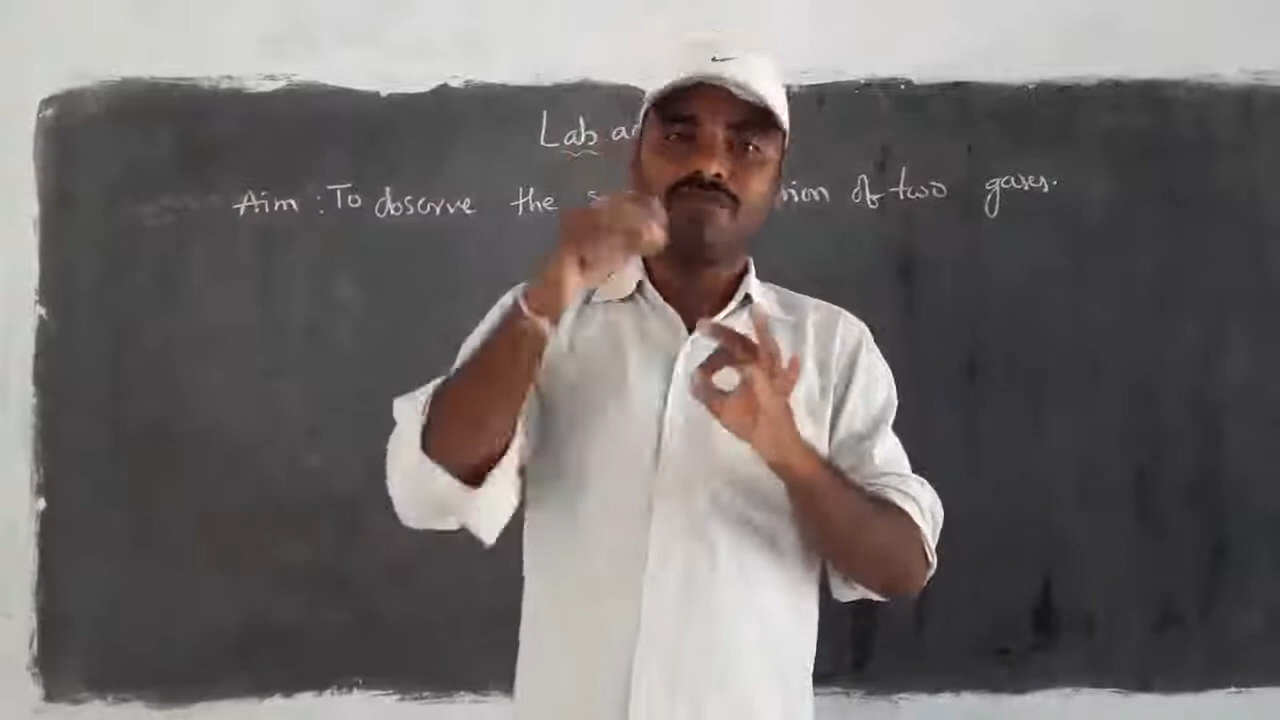 Lab
Aim : To observe the of two gases.